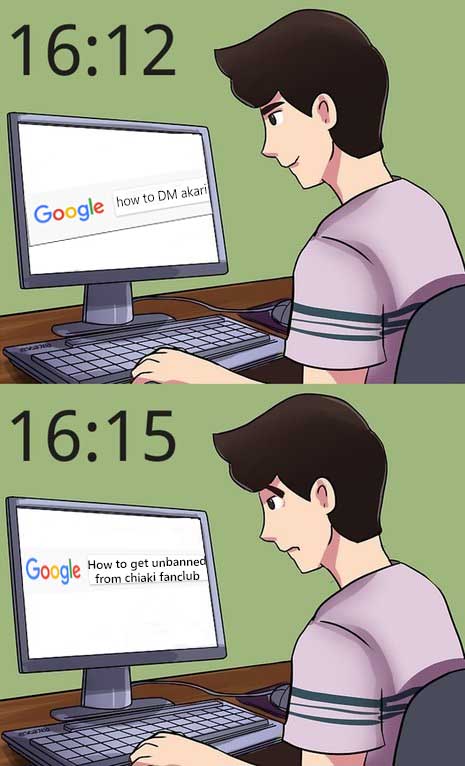 16:12
Google how to DM akari
16:15
Google How to get unbanned
from chiaki fanclub